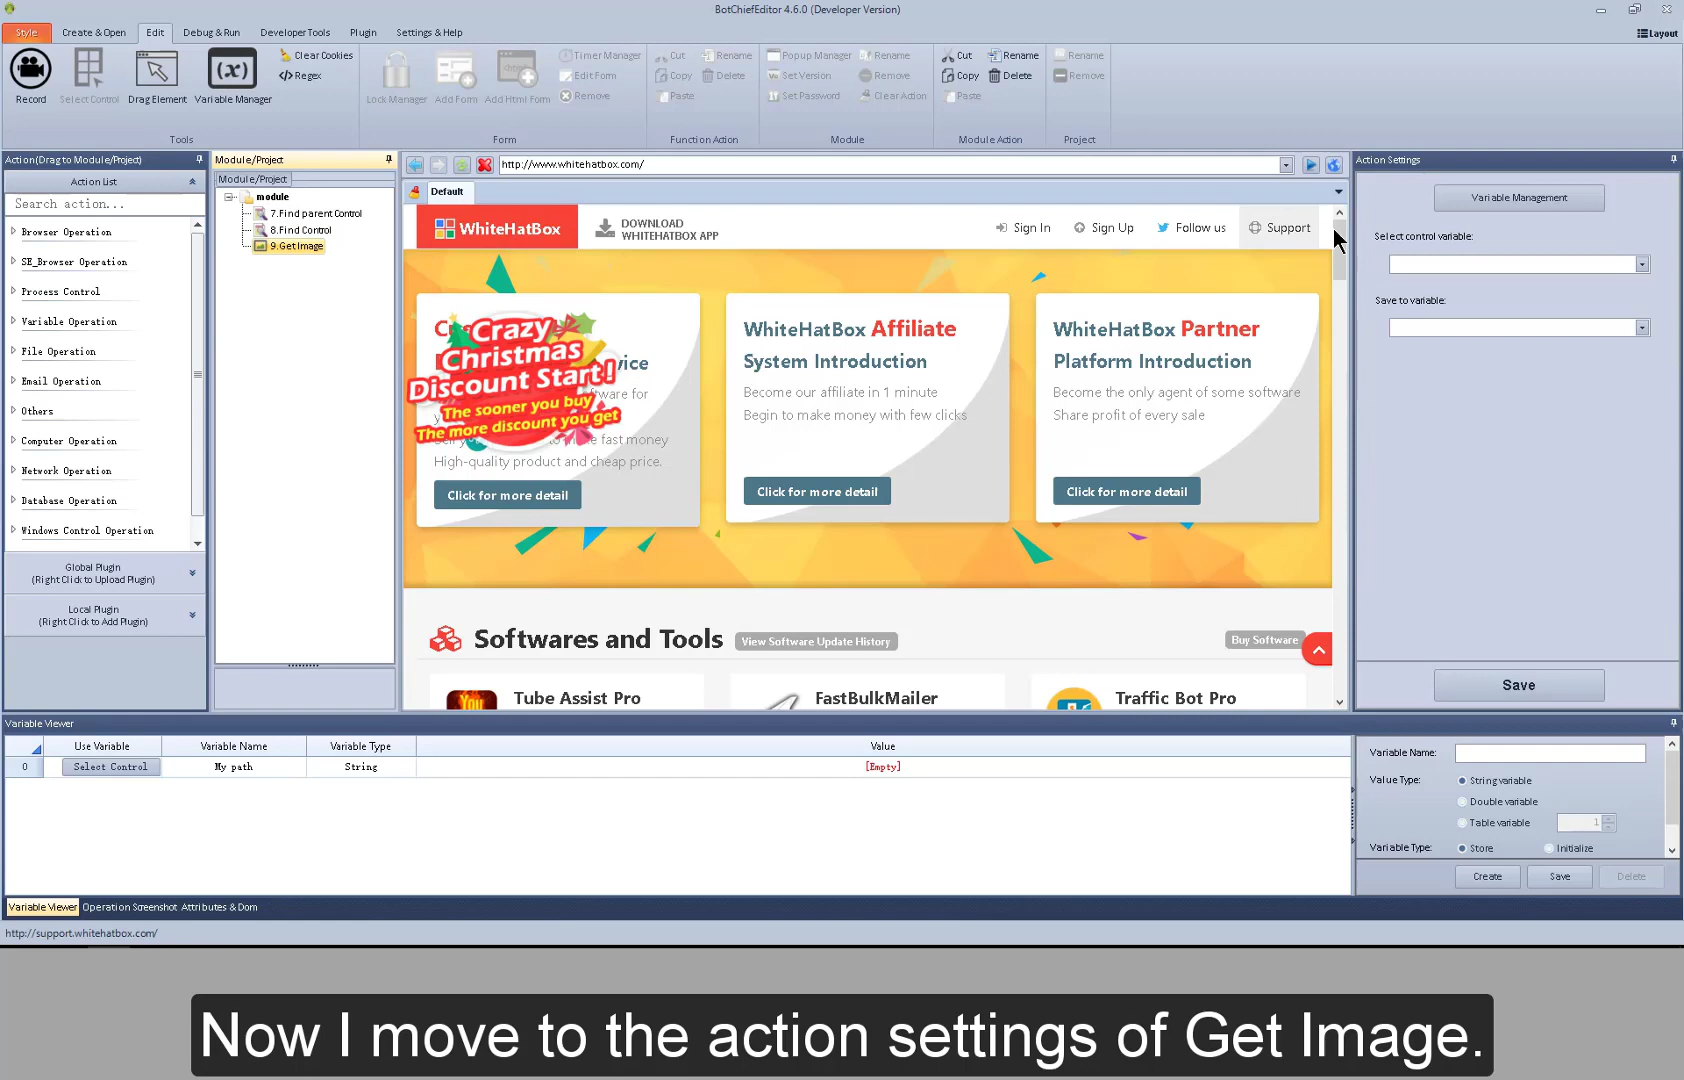 BotChiefEditor 4.6.0 (Developer Version)
Style Create & Open Edit Debug & Run DeveloperTools Plugin Settings & Help
Layout
Record
Select Control
Drag Element
(x)
Variable Manager
Clear Cookies
</> Regex
Tools
Lock Manager
Add Form
Add Html Form
Timer Manager
Edit Form
Remove
Form
Cut Rename
Copy Delete
Paste
Function Action
Popup Manager Rename
Set Version Remove
Set Password Clear Action
Module
Cut Rename
Copy Delete
Paste
Module Action
Rename
Remove
Project
Action(Drag to Module/Project)
Action List
Search action...
Browser Operation
SE_Browser Operation
Process Control
Variable Operation
File Operation
Email Operation
Others
Computer Operation
Network Operation
Database Operation
Windows Control Operation
Global Plugin
(Right Click to Upload Plugin)
Local Plugin
(Right Click to Add Plugin)
Module/Project
Module/Project
module
7.Find parent Control
8.Find Control
9.Get Image
http://www.whitehatbox.com/
Default
WhiteHatBox
DOWNLOAD
WHITEHATBOX APP
Sign In Sign Up Follow us Support
Crazy
Christmas
Discount Start!
The sooner you buy
The more discount you get
fast money
High-quality product and cheap price.
Click for more detail
WhiteHatBox Affiliate
System Introduction
Become our affiliate in 1 minute
Begin to make money with few clicks
Click for more detail
WhiteHatBox Partner
Platform Introduction
Become the only agent of some software
Share profit of every sale
Click for more detail
Softwares and Tools View Software Update History Buy Software
You
Tube Assist Pro FastBulkMailer Traffic Bot Pro
Action Settings
Variable Management
Select control variable:
Save to variable:
Save
Variable Viewer
Use Variable Variable Name Variable Type Value
0 Select Control My path String [Empty]
Variable Name:
Value Type: String variable
Double variable
Table variable 1
Variable Type: Store Initialize
Create Save Delete
Variable Viewer Operation Screenshot Attributes & Dom
http://support.whitehatbox.com/
Now I move to the action settings of Get Image.